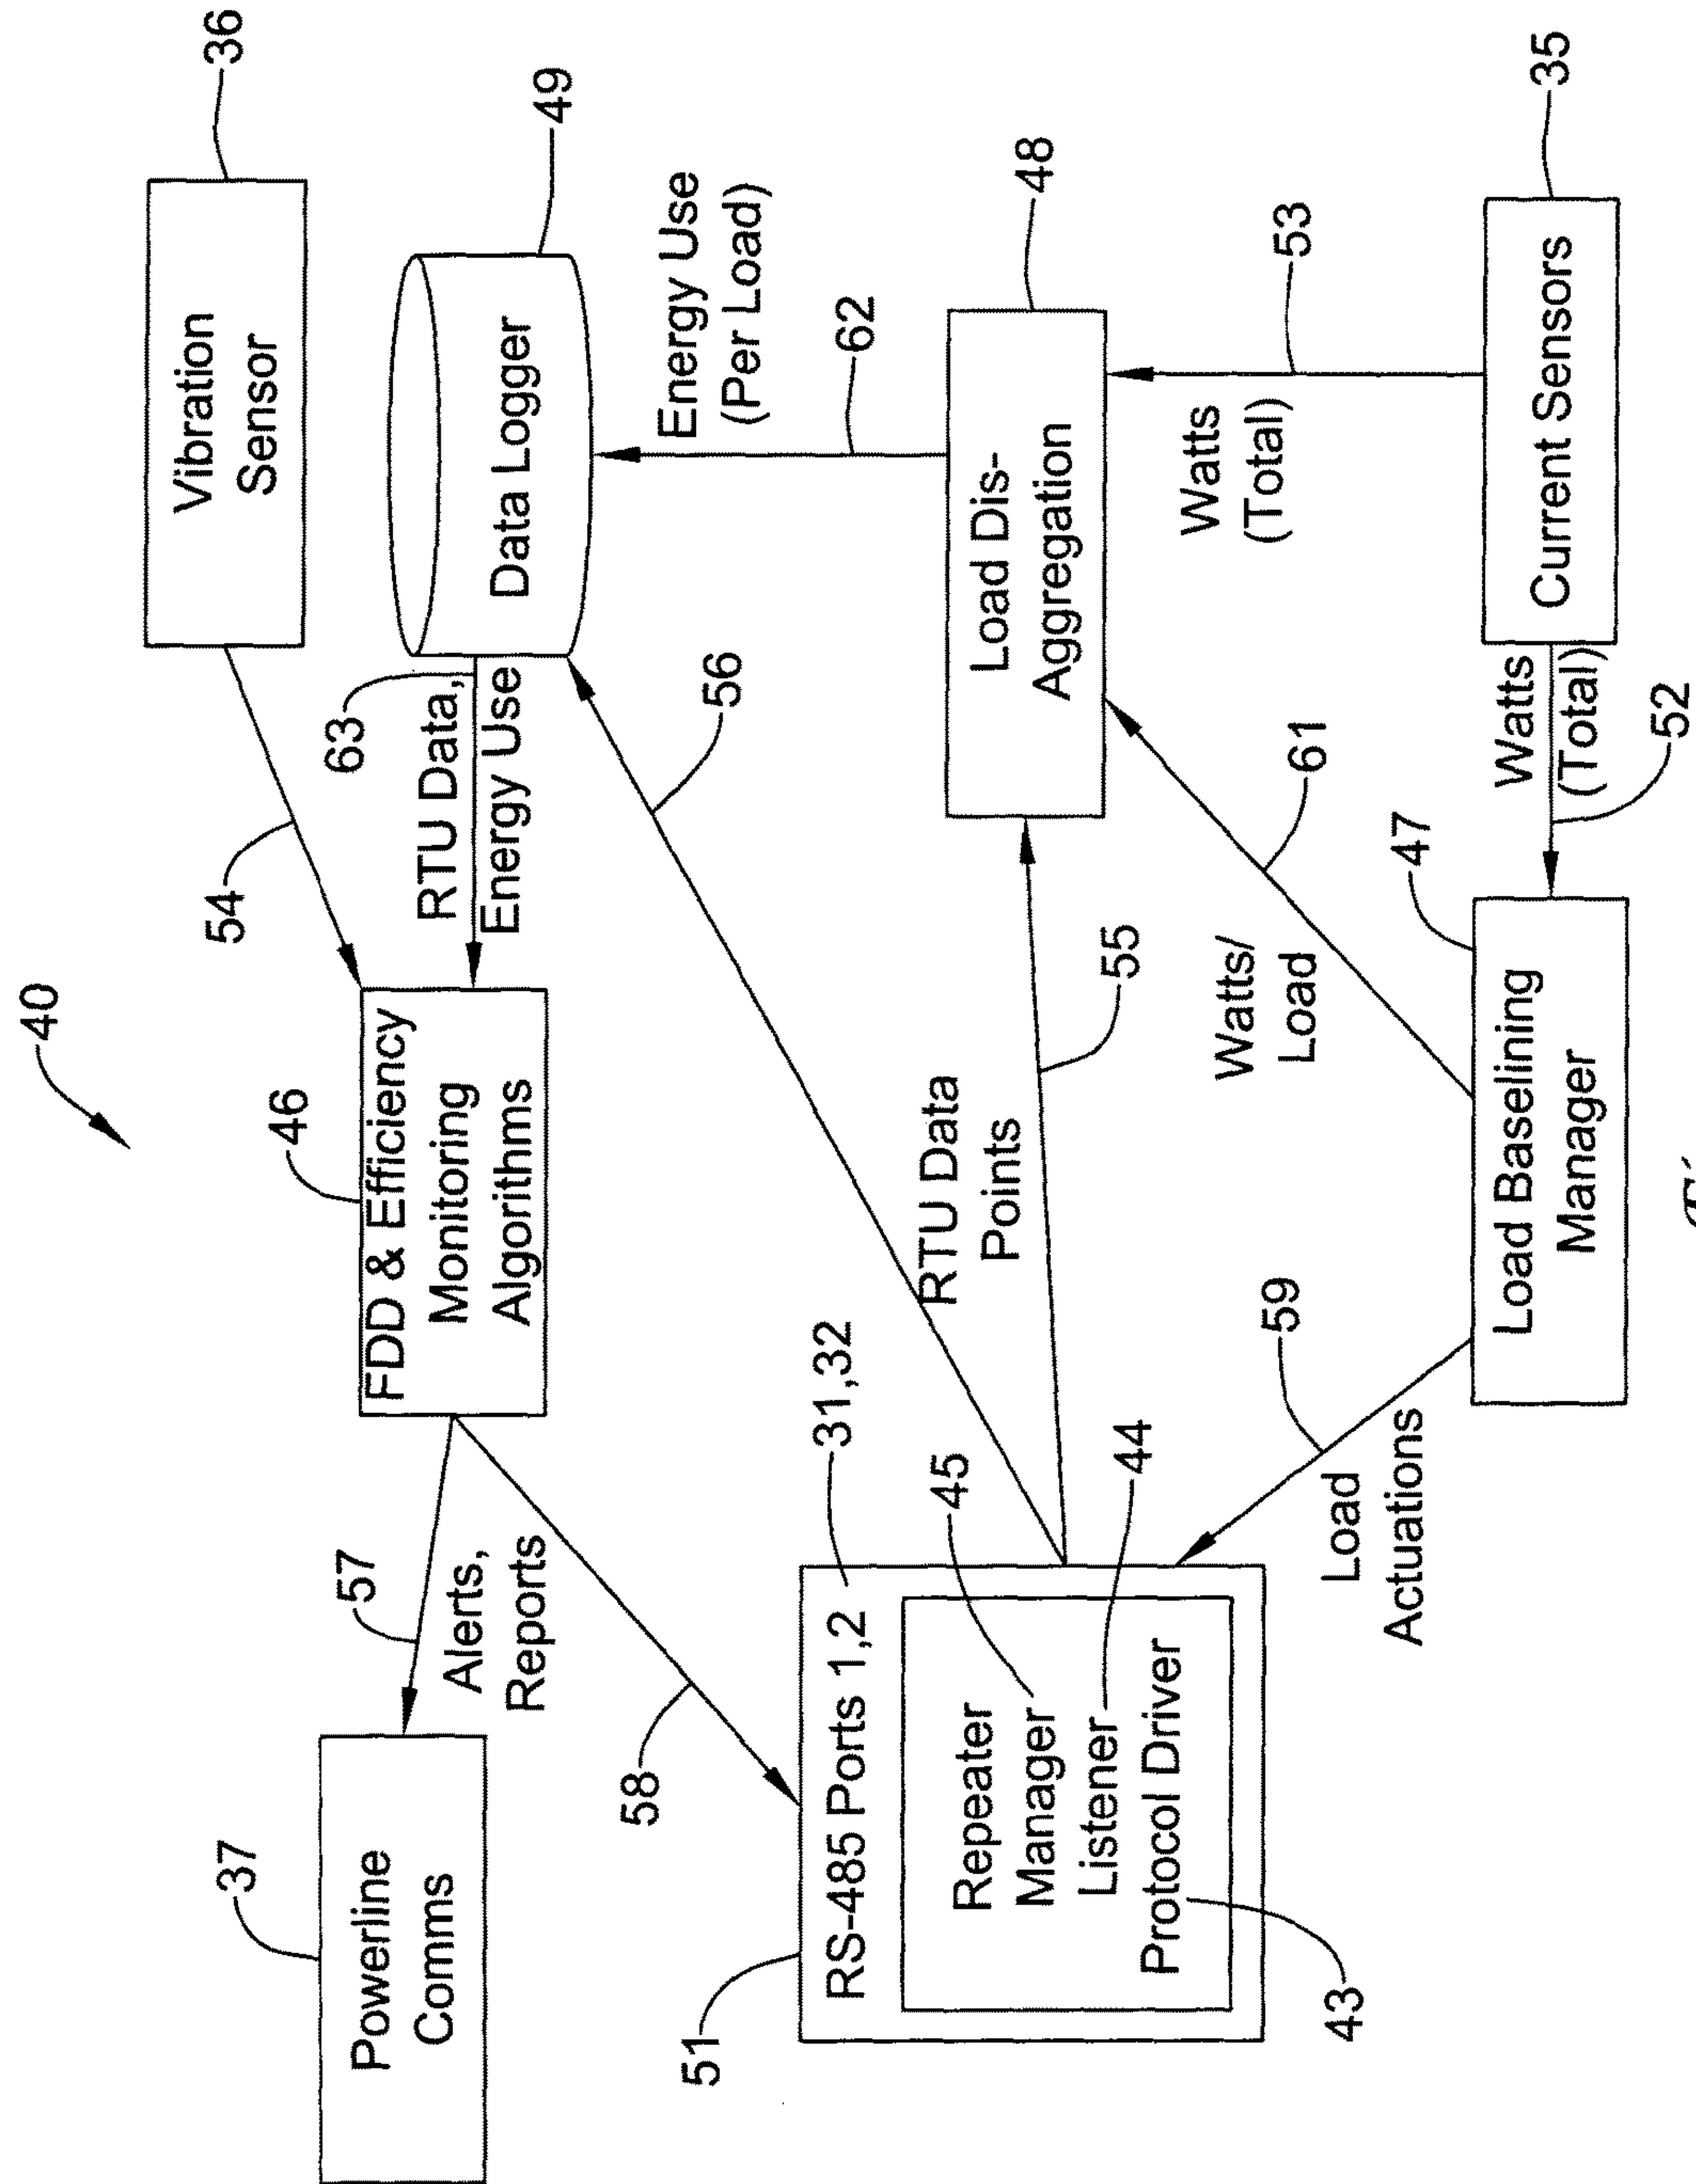 40
36
37
Powerline
Comms
57
Alerts,
Reports
46
FDD & Efficiency
Monitoring
Algorithms
54
Vibration
Sensor
63
RTU Data,
Energy Use
49
Data Logger
58
51
RS-485 Ports 1,2
31,32
Repeater
Manager
Listener
Protocol Driver
45
44
43
56
Energy Use
(Per Load)
62
RTU Data
Points
55
48
Load Dis-
Aggregation
59
Load
Actuations
Watts/
Load
61
Watts
(Total)
53
47
Load Baselining
Manager
Watts
(Total)
52
35
Current Sensors